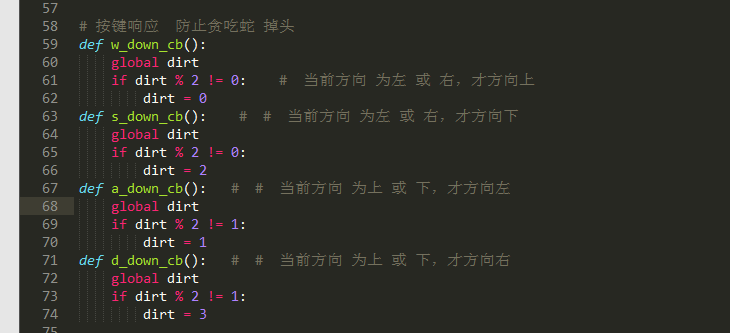 57
58 # 按键响应  防止贪吃蛇 掉头
59 def w_down_cb():
60     global dirt
61     if dirt % 2 != 0:    #  当前方向 为左 或 右，才方向上
62         dirt = 0
63 def s_down_cb():    #  #  当前方向 为左 或 右，才方向下
64     global dirt
65     if dirt % 2 != 0:
66         dirt = 2
67 def a_down_cb():   #  #  当前方向 为上 或 下，才方向左
68     global dirt
69     if dirt % 2 != 1:
70         dirt = 1
71 def d_down_cb():   #  #  当前方向 为上 或 下，才方向右
72     global dirt
73     if dirt % 2 != 1:
74         dirt = 3
75